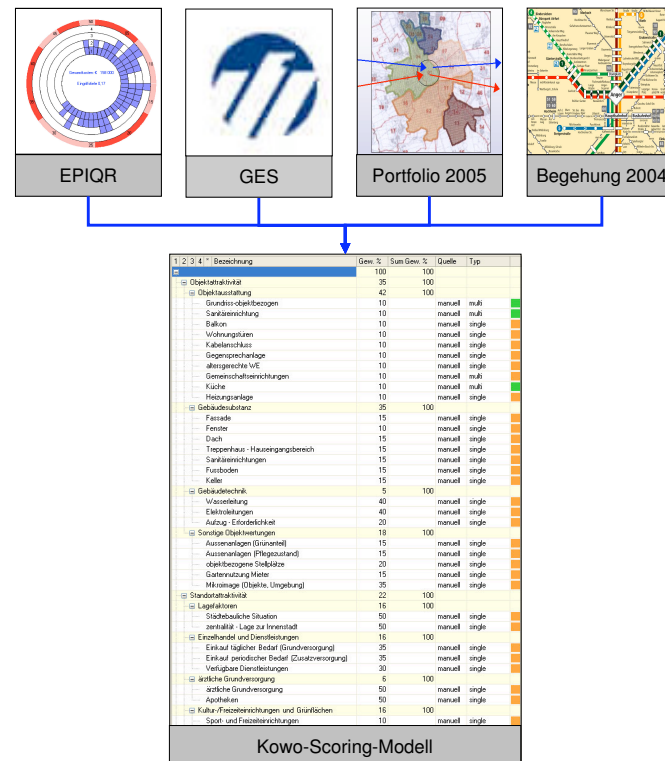 Gesamtkosten €
Engelfolie 0,17
EPIQR
GES
Portfolio 2005
Begehung 2004
Anger
1 2 3 4 * Bezeichnung Gew. % Sum Gew. % Quelle Typ
100 100
Objektattraktivität 35 100
Objektausstattung 42 100
Grundriss-objektbezogen 10 manuell multi
Sanitäreinrichtung 10 manuell multi
Balkon 10 manuell single
Wohnungstüren 10 manuell single
Kabelanschluss 10 manuell single
Gegensprechanlage 10 manuell single
altersgerechte WE 10 manuell single
Gemeinschaftseinrichtungen 10 manuell multi
Küche 10 manuell multi
Heizungsanlage 10 manuell single
Gebäudesubstanz 35 100
Fassade 15 manuell single
Fenster 10 manuell single
Dach 15 manuell single
Treppenhaus - Hauseingangsbereich 15 manuell single
Sanitäreinrichtungen 15 manuell single
Fussboden 15 manuell single
Keller 15 manuell single
Gebäudetechnik 5 100
Wasserleitung 40 manuell single
Elektroleitungen 40 manuell single
Aufzug - Erforderlichkeit 20 manuell single
Sonstige Objektwertungen 18 100
Aussenanlagen (Grünanteil) 15 manuell single
Aussenanlagen (Pflegezustand) 15 manuell single
objektbezogene Stellplätze 20 manuell single
Gartennutzung Mieter 15 manuell single
Mikroimage (Objekte, Umgebung) 35 manuell single
Standortattraktivität 22 100
Lagefaktoren 16 100
Städtebauliche Situation 50 manuell single
zentralität - Lage zur Innenstadt 50 manuell single
Einzelhandel und Dienstleistungen 16 100
Einkauf täglicher Bedarf (Grundversorgung) 35 manuell single
Einkauf periodischer Bedarf (Zusatzversorgung) 35 manuell single
Verfügbare Dienstleistungen 30 manuell single
ärztliche Grundversorgung 6 100
ärztliche Grundversorgung 50 manuell single
Apotheken 50 manuell single
Kultur-/Freizeiteinrichtungen und Grünflächen 16 100
Sport- und Freizeiteinrichtungen 10 manuell single
Kowo-Scoring-Modell